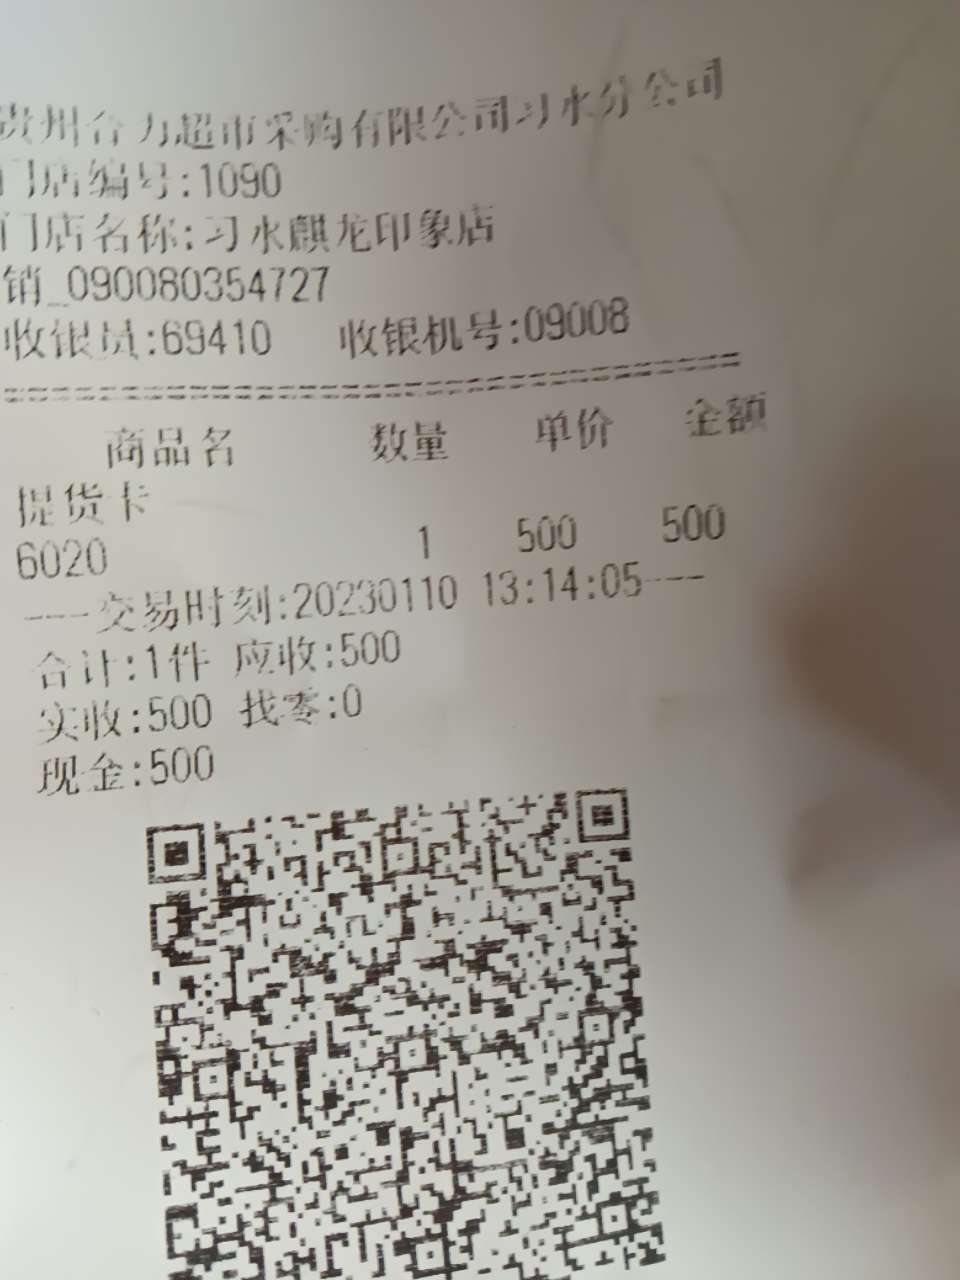 贵州合力超市采购有限公司习水分公司
门店编号:1090
门店名称:习水麒龙印象店
销_090080354727
收银员:69410 收银机号:09008
商品名 数量 单价 金额
提货卡
6020 1 500 500
---交易时刻:20230110 13:14:05----
合计:1件 应收:500
实收:500 找零:0
现金:500